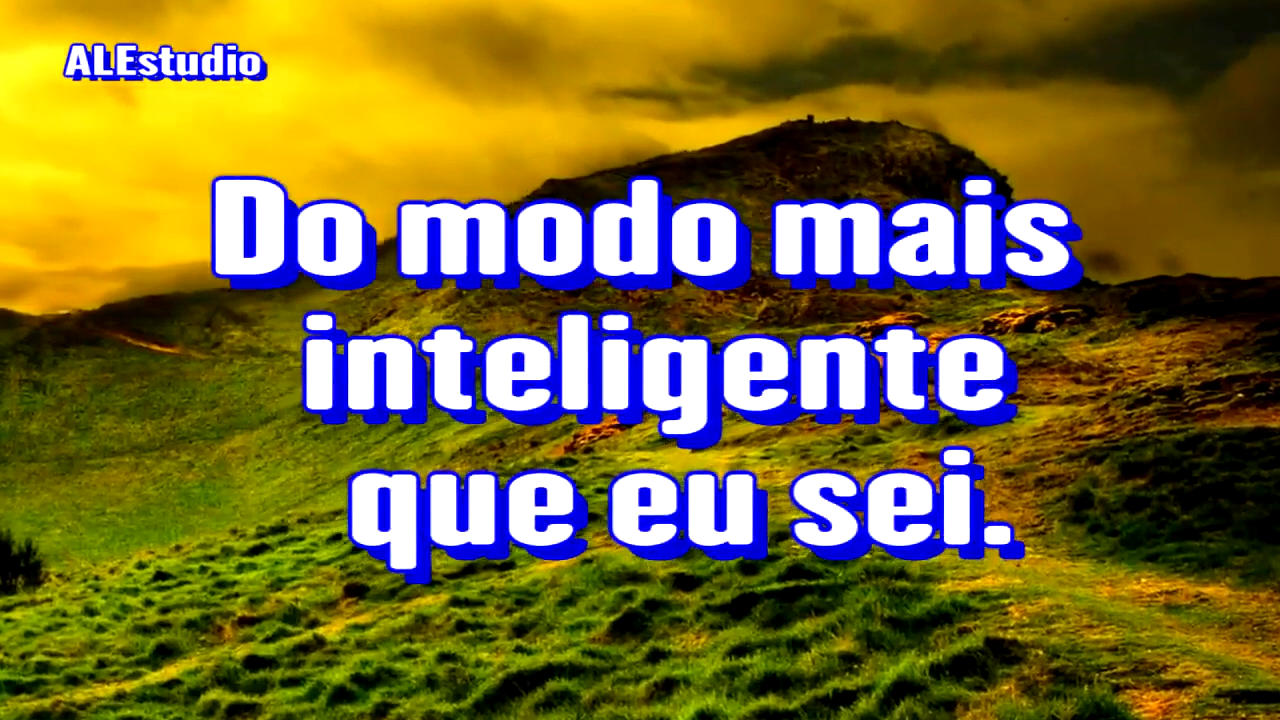 ALEstudio
Do modo mais
inteligente
que eu sei.